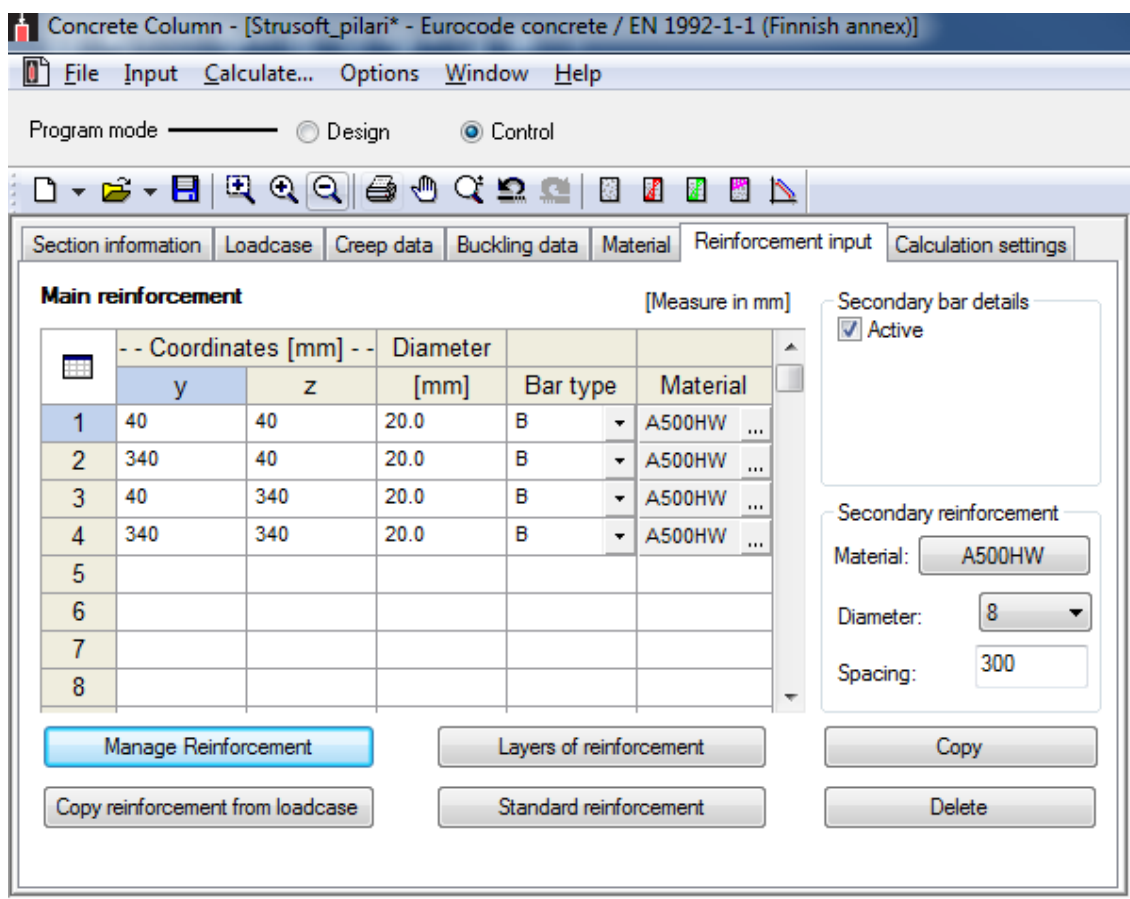 Concrete Column - [Strusoft_pilari* - Eurocode concrete / EN 1992-1-1 (Finnish annex)]
File Input Calculate... Options Window Help
Program mode Design Control
Section information Loadcase Creep data Buckling data Material Reinforcement input Calculation settings
Main reinforcement [Measure in mm] Secondary bar details
Active
- - Coordinates [mm] - - Diameter
y z [mm] Bar type Material
1 40 40 20.0 B A500HW ...
2 340 40 20.0 B A500HW ...
3 40 340 20.0 B A500HW ...
4 340 340 20.0 B A500HW ...
5
6
7
8
Secondary reinforcement
Material: A500HW
Diameter: 8
Spacing: 300
Manage Reinforcement Layers of reinforcement Copy
Copy reinforcement from loadcase Standard reinforcement Delete